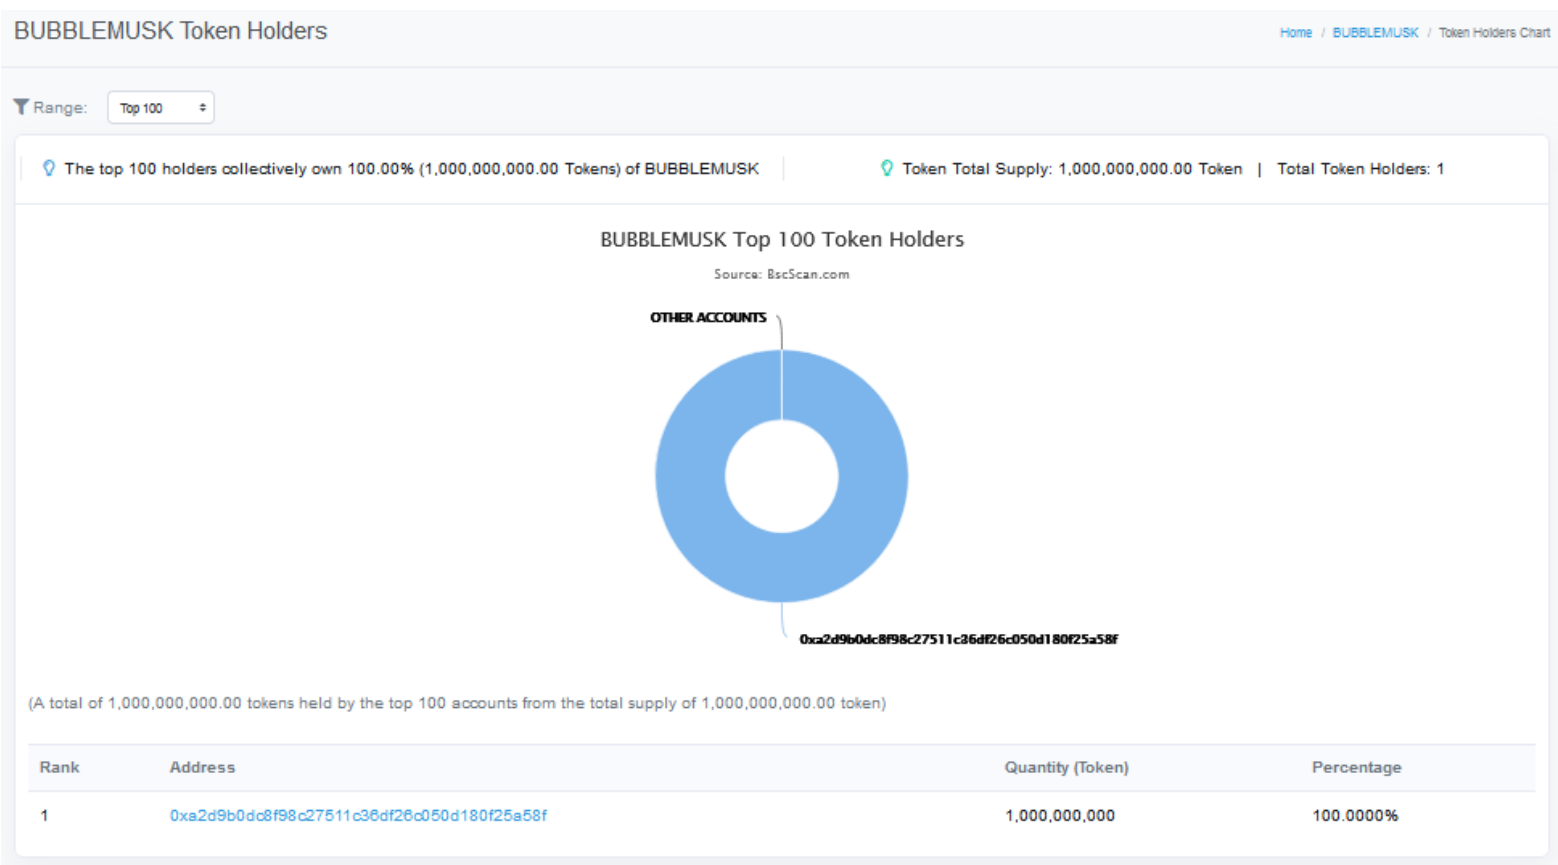 BUBBLEMUSK Token Holders
Home / BUBBLEMUSK / Token Holders Chart
Range: Top 100
The top 100 holders collectively own 100.00% (1,000,000,000.00 Tokens) of BUBBLEMUSK
Token Total Supply: 1,000,000,000.00 Token | Total Token Holders: 1
BUBBLEMUSK Top 100 Token Holders
Source: BscScan.com
OTHER ACCOUNTS
0xa2d9b0dc8f98c27511c36df26c050d180f25a58f
(A total of 1,000,000,000.00 tokens held by the top 100 accounts from the total supply of 1,000,000,000.00 token)
Rank Address Quantity (Token) Percentage
1 0xa2d9b0dc8f98c27511c36df26c050d180f25a58f 1,000,000,000 100.0000%